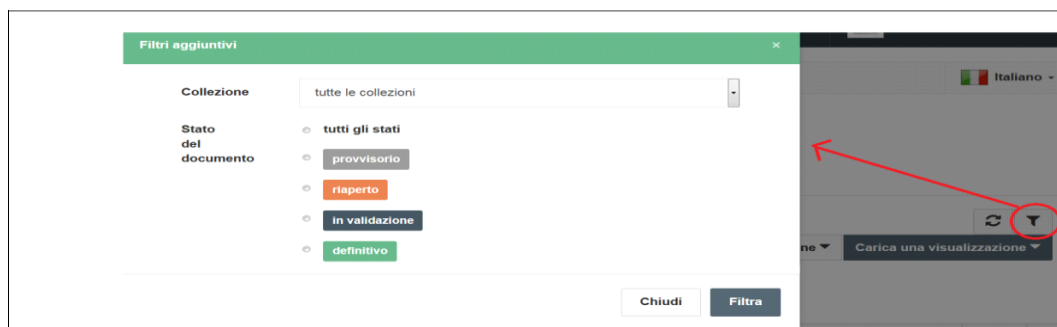 Filtri aggiuntivi ×
Italiano
Collezione
tutte le collezioni
Stato
del
documento
tutti gli stati
provvisorio
riaperto
in validazione
definitivo
ne
Carica una visualizzazione
Chiudi
Filtra